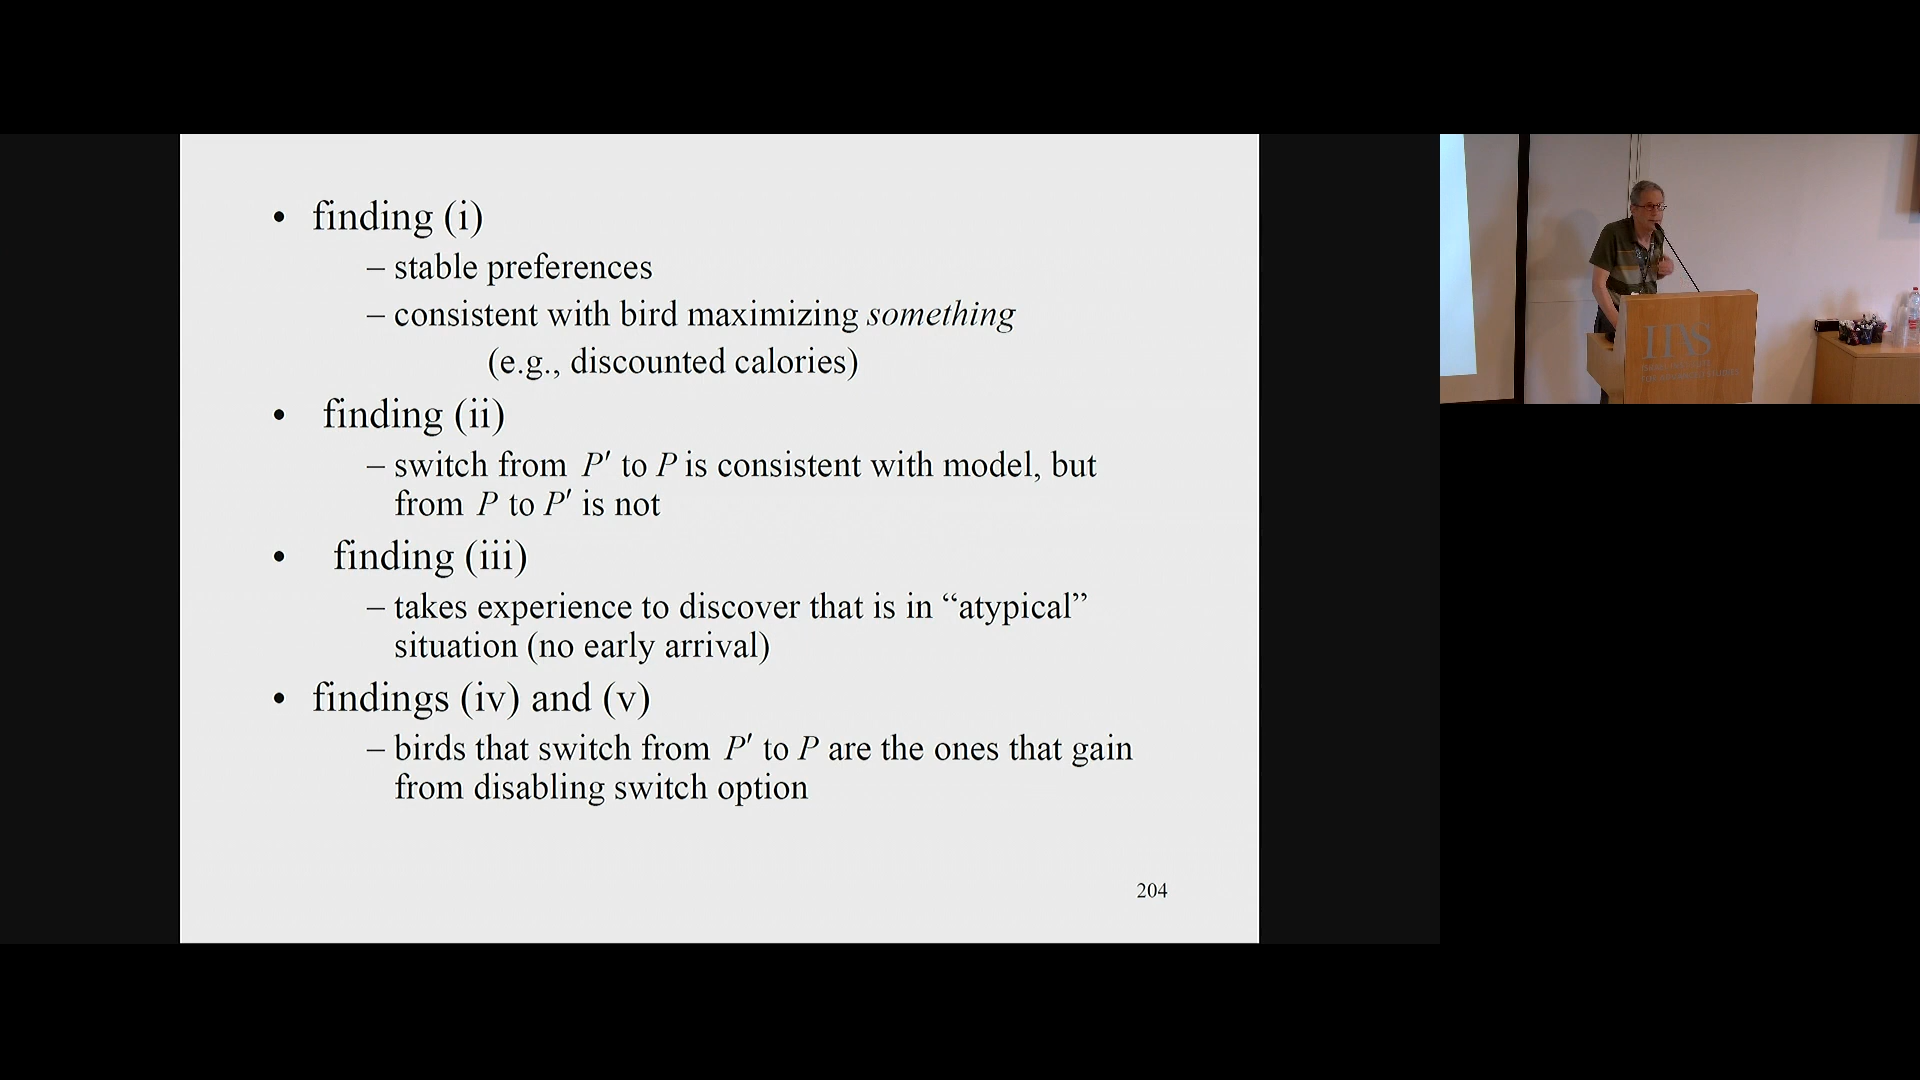 • finding (i)
– stable preferences
– consistent with bird maximizing something
(e.g., discounted calories)
• finding (ii)
– switch from P′ to P is consistent with model, but
from P to P′ is not
• finding (iii)
– takes experience to discover that is in “atypical”
situation (no early arrival)
• findings (iv) and (v)
– birds that switch from P′ to P are the ones that gain
from disabling switch option
204
IIAS